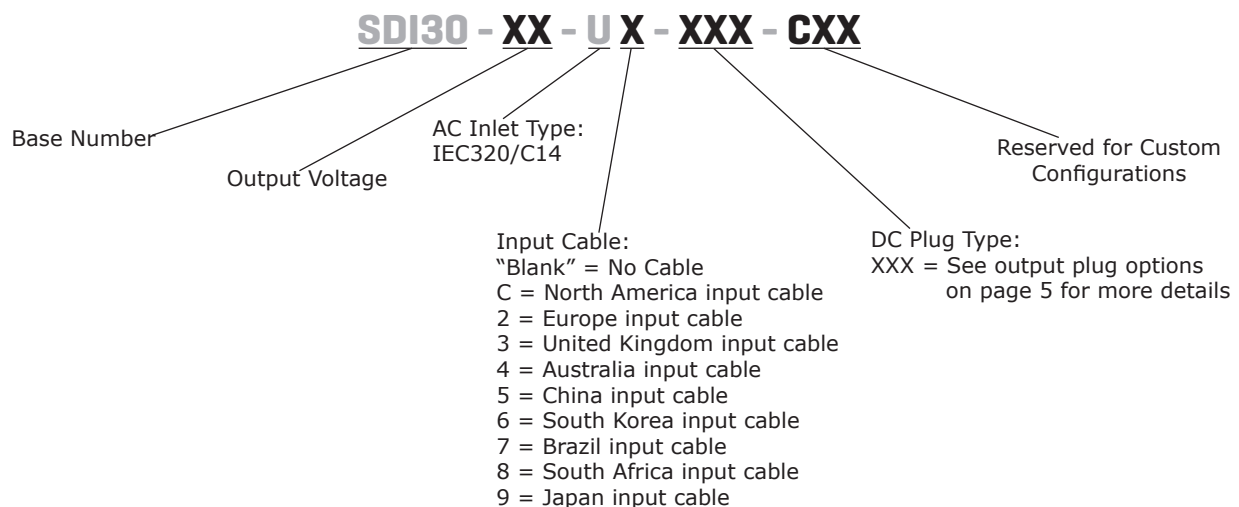 SDI30 - XX - U X - XXX - CXX
Base Number
Output Voltage
AC Inlet Type:
IEC320/C14
Input Cable:
“Blank” = No Cable
C = North America input cable
2 = Europe input cable
3 = United Kingdom input cable
4 = Australia input cable
5 = China input cable
6 = South Korea input cable
7 = Brazil input cable
8 = South Africa input cable
9 = Japan input cable
DC Plug Type:
XXX = See output plug options
on page 5 for more details
Reserved for Custom
Configurations